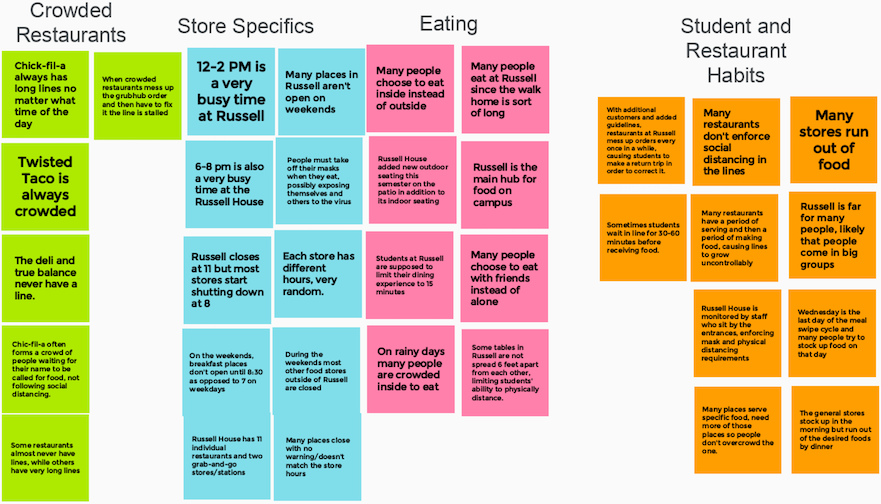 Crowded
Restaurants
Chick-fil-a
always has
long lines no
matter what
time of the
day
When crowded
restaurants mess up
the grubhub order
and then have to fix
it the line is stalled
Twisted
Taco is
always
crowded
The deli and
true balance
never have a
line.
Chic-fil-a often
forms a crowd of
people waiting for
their name to be
called for food, not
following social
distancing.
Some restaurants
almost never have
lines, while others
have very long lines
Store Specifics
12-2 PM is
a very
busy time
at Russell
Many places in
Russell aren't
open on
weekends
6-8 pm is also
a very busy
time at the
Russell House
People must take
off their masks
when they eat,
possibly exposing
themselves and
others to the virus
Russell closes
at 11 but most
stores start
shutting down
at 8
Each store has
different
hours, very
random.
On the weekends,
breakfast places
don't open until 8:30
as opposed to 7 on
weekdays
During the
weekends most
other food stores
outside of Russell
are closed
Russell House has 11
individual
restaurants and two
grab-and-go
stores/stations
Many places close
with no
warning/doesn't
match the store
hours
Eating
Many people
choose to eat
inside instead
of outside
Many people
eat at Russell
since the walk
home is sort of
long
Russell House
added new outdoor
seating this
semester on the
patio in addition to
its indoor seating
Russell is the
main hub for
food on
campus
Students at Russell
are supposed to
limit their dining
experience to 15
minutes
Many people
choose to eat
with friends
instead of
alone
On rainy days
many people
are crowded
inside to eat
Some tables in
Russell are not
spread 6 feet apart
from each other,
limiting students'
ability to physically
distance.
Student and
Restaurant
Habits
With additional
customers and added
guidelines,
restaurants at Russell
mess up orders every
once in a while,
causing students to
make a return trip in
order to correct it.
Many
restaurants
don't enforce
social
distancing in
the lines
Many
stores run
out of
food
Sometimes students
wait in line for 30-60
minutes before
receiving food.
Many restaurants
have a period of
serving and then a
period of making
food, causing lines
to grow
uncontrollably
Russell is far
for many
people, likely
that people
come in big
groups
Russell House is
monitored by staff
who sit by the
entrances, enforcing
mask and physical
distancing
requirements
Wednesday is the
last day of the meal
swipe cycle and
many people try to
stock up food on
that day
Many places serve
specific food, need
more of those
places so people
don't overcrowd the
one.
The general stores
stock up in the
morning but run out
of the desired foods
by dinner